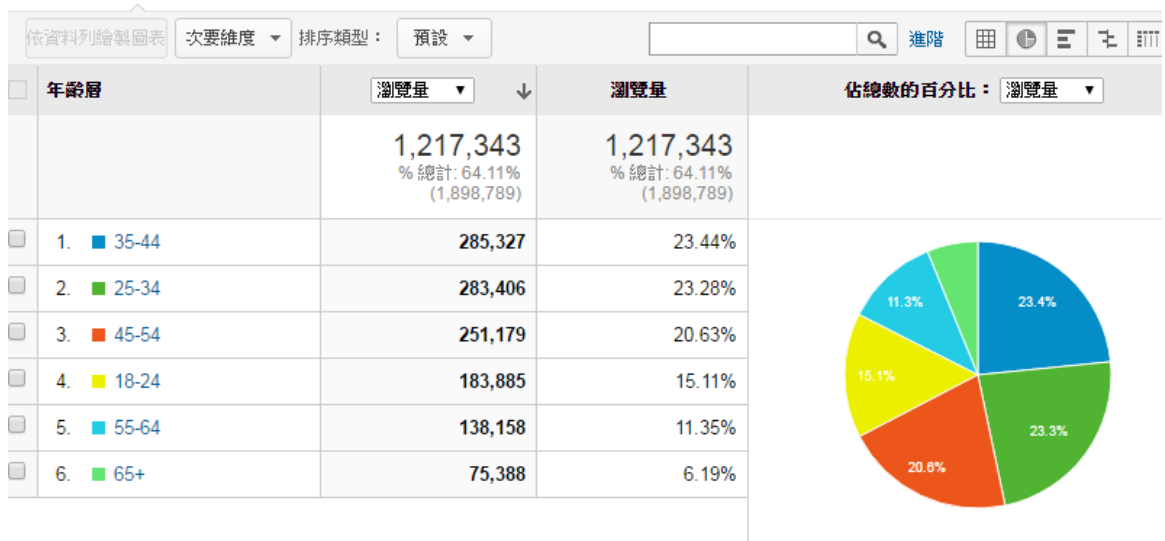 依資料列繪製圖表 次要維度 排序類型： 預設 進階
年齡層 瀏覽量 瀏覽量 佔總數的百分比： 瀏覽量
1,217,343 1,217,343
% 總計: 64.11% % 總計: 64.11%
(1,898,789) (1,898,789)
1. 35-44 285,327 23.44%
2. 25-34 283,406 23.28%
3. 45-54 251,179 20.63%
4. 18-24 183,885 15.11%
5. 55-64 138,158 11.35%
6. 65+ 75,388 6.19%
11.3% 23.4%
15.1%
23.3%
20.6%